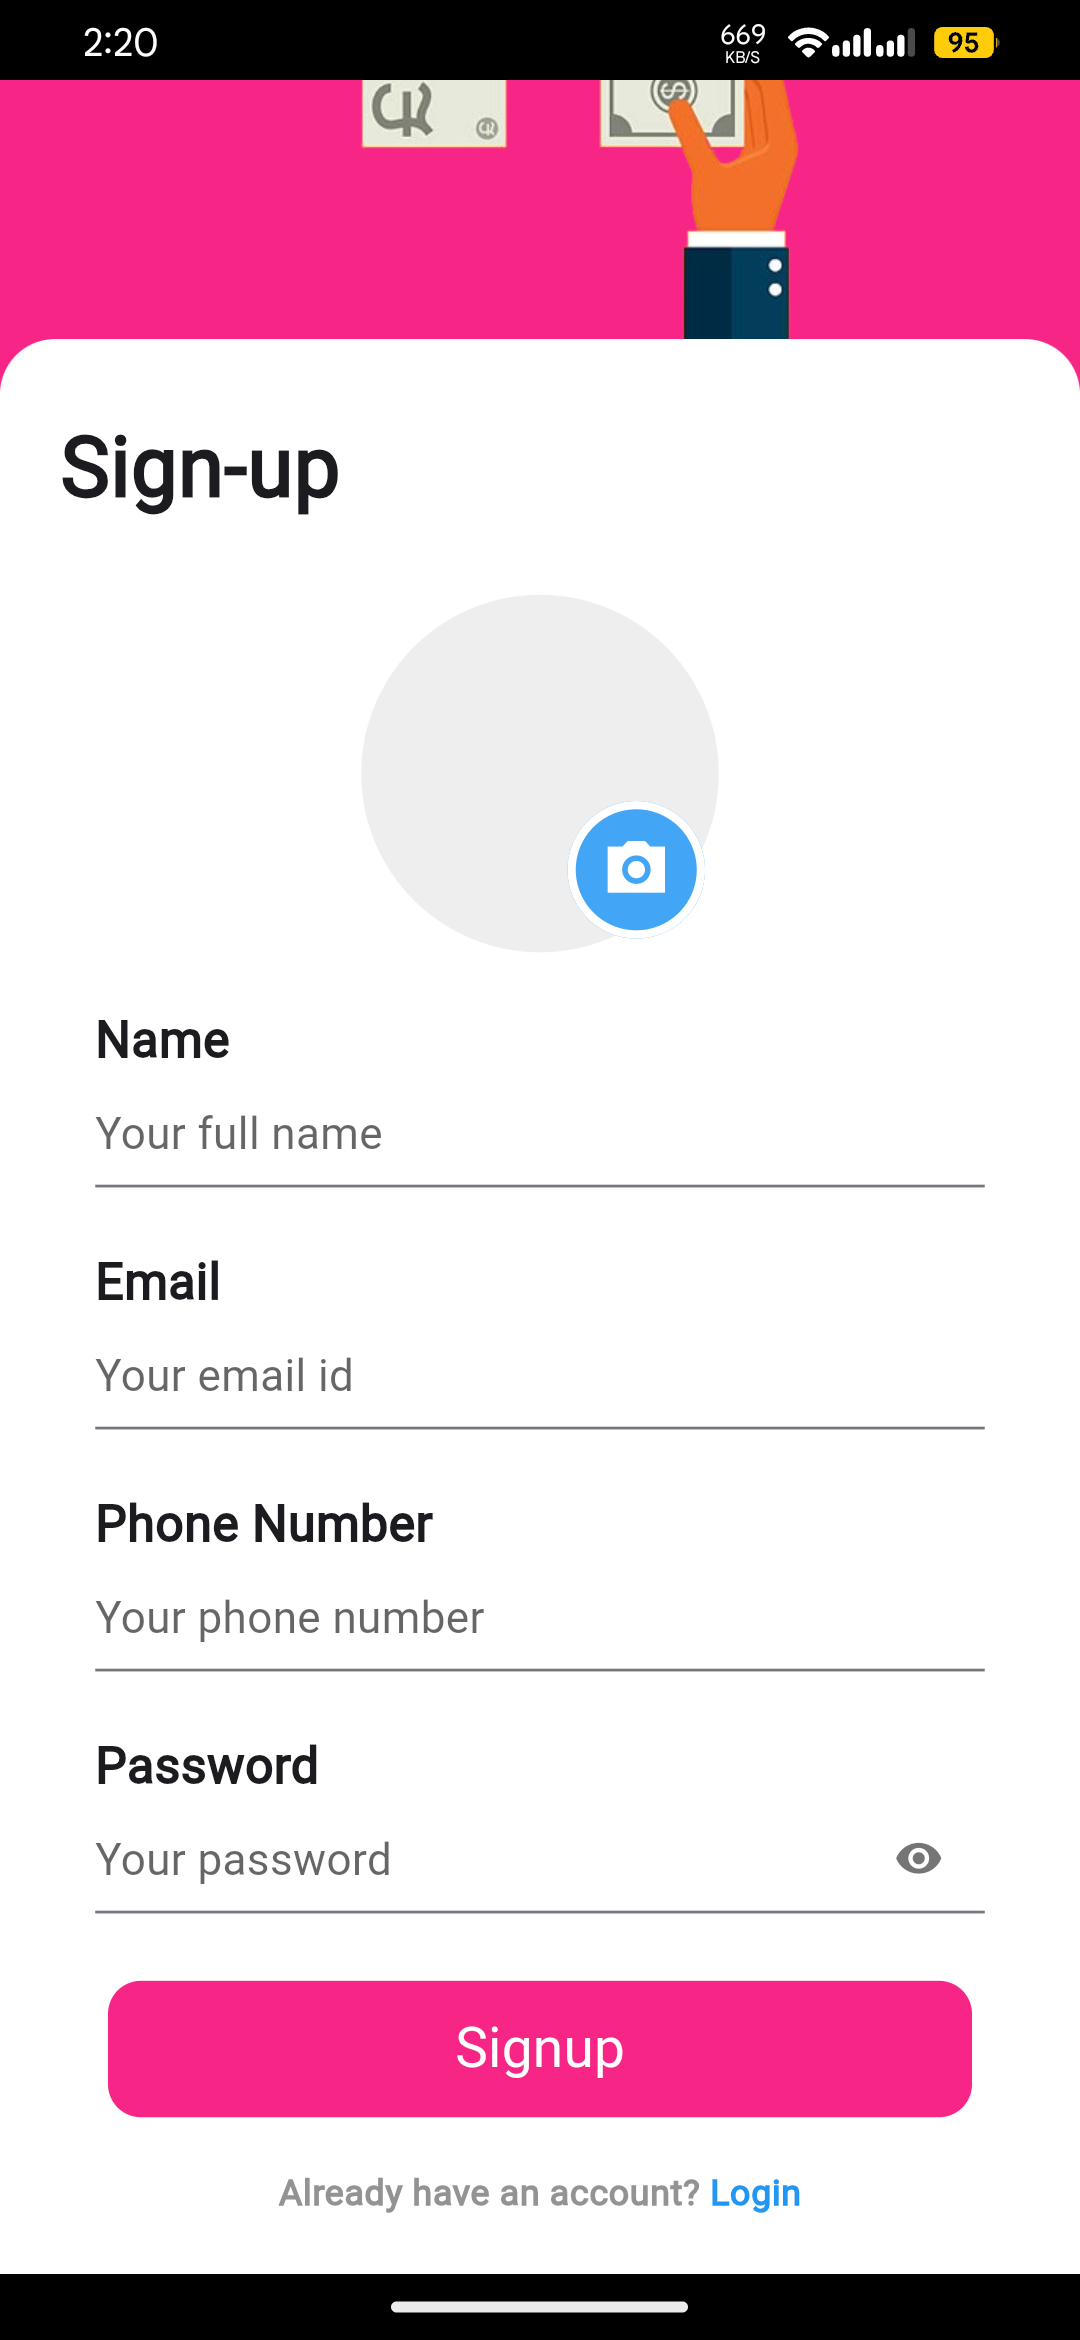 2:20
669
KB/S
95
Sign-up
Name
Your full name
Email
Your email id
Phone Number
Your phone number
Password
Your password
Signup
Already have an account? Login